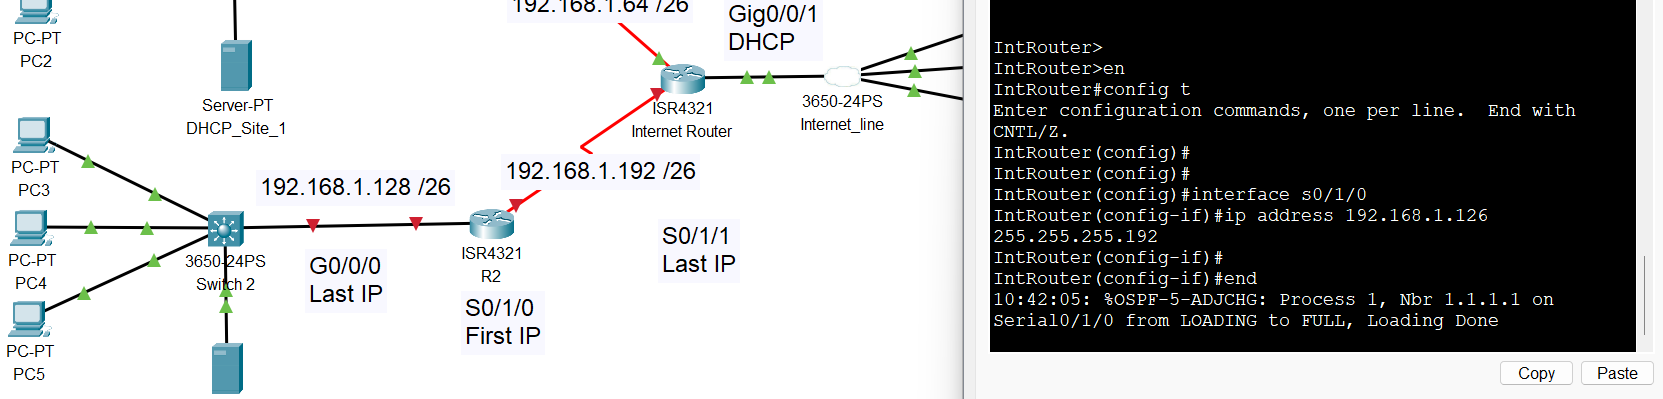 192.168.1.64 /26
Gig0/0/1
DHCP
PC-PT
PC2
Server-PT
DHCP_Site_1
ISR4321
Internet Router
3650-24PS
Internet_line
PC-PT
PC3
192.168.1.128 /26
192.168.1.192 /26
PC-PT
PC4
3650-24PS
Switch 2
G0/0/0
Last IP
ISR4321
R2
S0/1/0
First IP
S0/1/1
Last IP
PC-PT
PC5
IntRouter>
IntRouter>en
IntRouter#config t
Enter configuration commands, one per line.  End with
CNTL/Z.
IntRouter(config)#
IntRouter(config)#
IntRouter(config)#interface s0/1/0
IntRouter(config-if)#ip address 192.168.1.126
255.255.255.192
IntRouter(config-if)#
IntRouter(config-if)#end
10:42:05: %OSPF-5-ADJCHG: Process 1, Nbr 1.1.1.1 on
Serial0/1/0 from LOADING to FULL, Loading Done
Copy
Paste